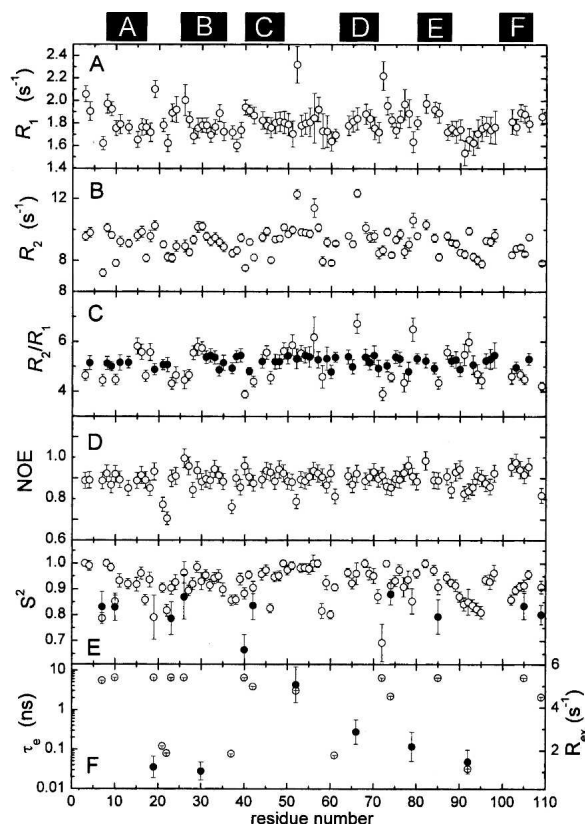 A B C D E F
A
R₁ (s⁻¹)
2.4
2.2
2.0
1.8
1.6
1.4
B
R₂ (s⁻¹)
12
10
8
6
C
R₂/R₁
6
4
D
NOE
1.0
0.8
0.6
E
S²
1.0
0.9
0.8
0.7
F
τₑ (ns)
10
1
0.1
0.01
Rₑₓ (s⁻¹)
6
4
2
0 10 20 30 40 50 60 70 80 90 100 110
residue number